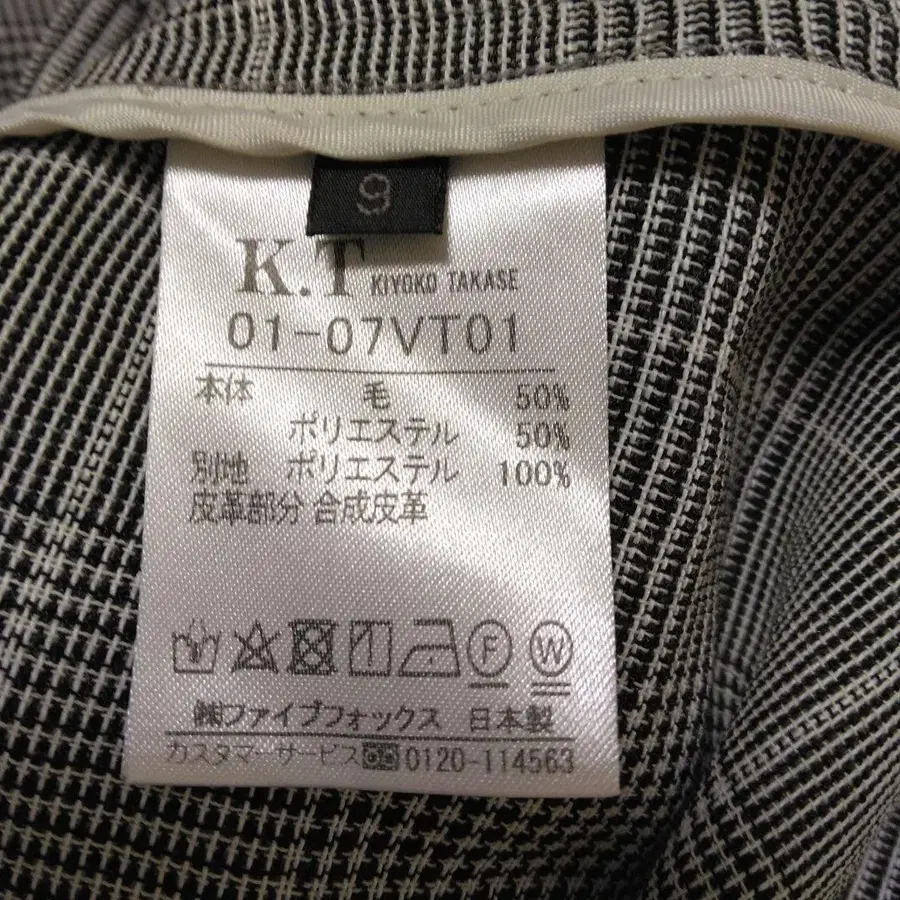 9
K.T KIYOKO TAKASE
01-07VT01
本体 毛 50%
ポリエステル 50%
別地 ポリエステル 100%
皮革部分 合成皮革
F W
㈱ファイブフォックス 日本製
カスタマーサービス 0120-114563